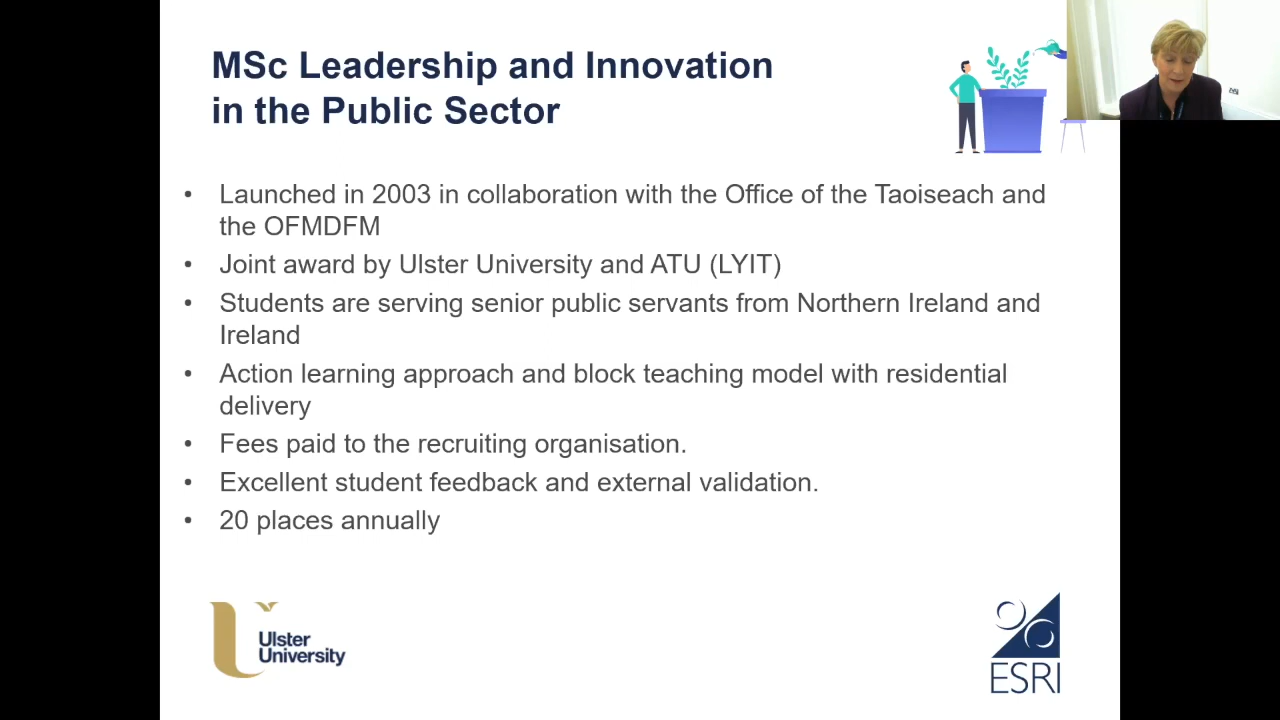 MSc Leadership and Innovation
in the Public Sector
• Launched in 2003 in collaboration with the Office of the Taoiseach and
the OFMDFM
• Joint award by Ulster University and ATU (LYIT)
• Students are serving senior public servants from Northern Ireland and
Ireland
• Action learning approach and block teaching model with residential
delivery
• Fees paid to the recruiting organisation.
• Excellent student feedback and external validation.
• 20 places annually
Ulster
University
ESRI